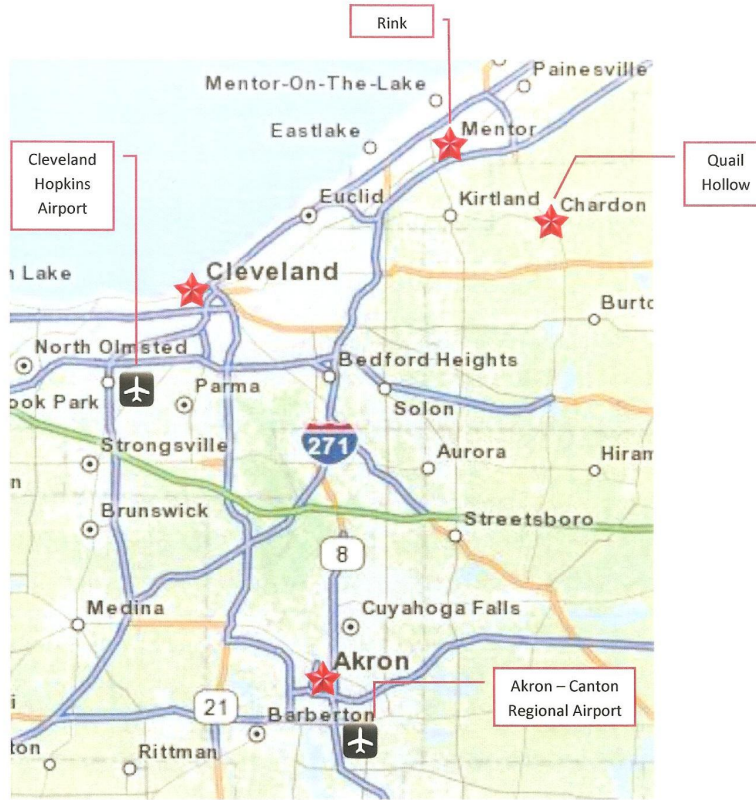 Rink
Painesville
Mentor-On-The-Lake
Eastlake
Mentor
Cleveland
Hopkins
Airport
Quail
Hollow
Euclid
Kirtland
Chardon
Lake
Cleveland
Burto
North Olmsted
Bedford Heights
ook Park
Parma
Solon
271
Strongsville
Aurora
Hiram
n
Brunswick
Streetsboro
8
Medina
Cuyahoga Falls
Akron
Akron – Canton
Regional Airport
i
21
Barberton
ton
Rittman